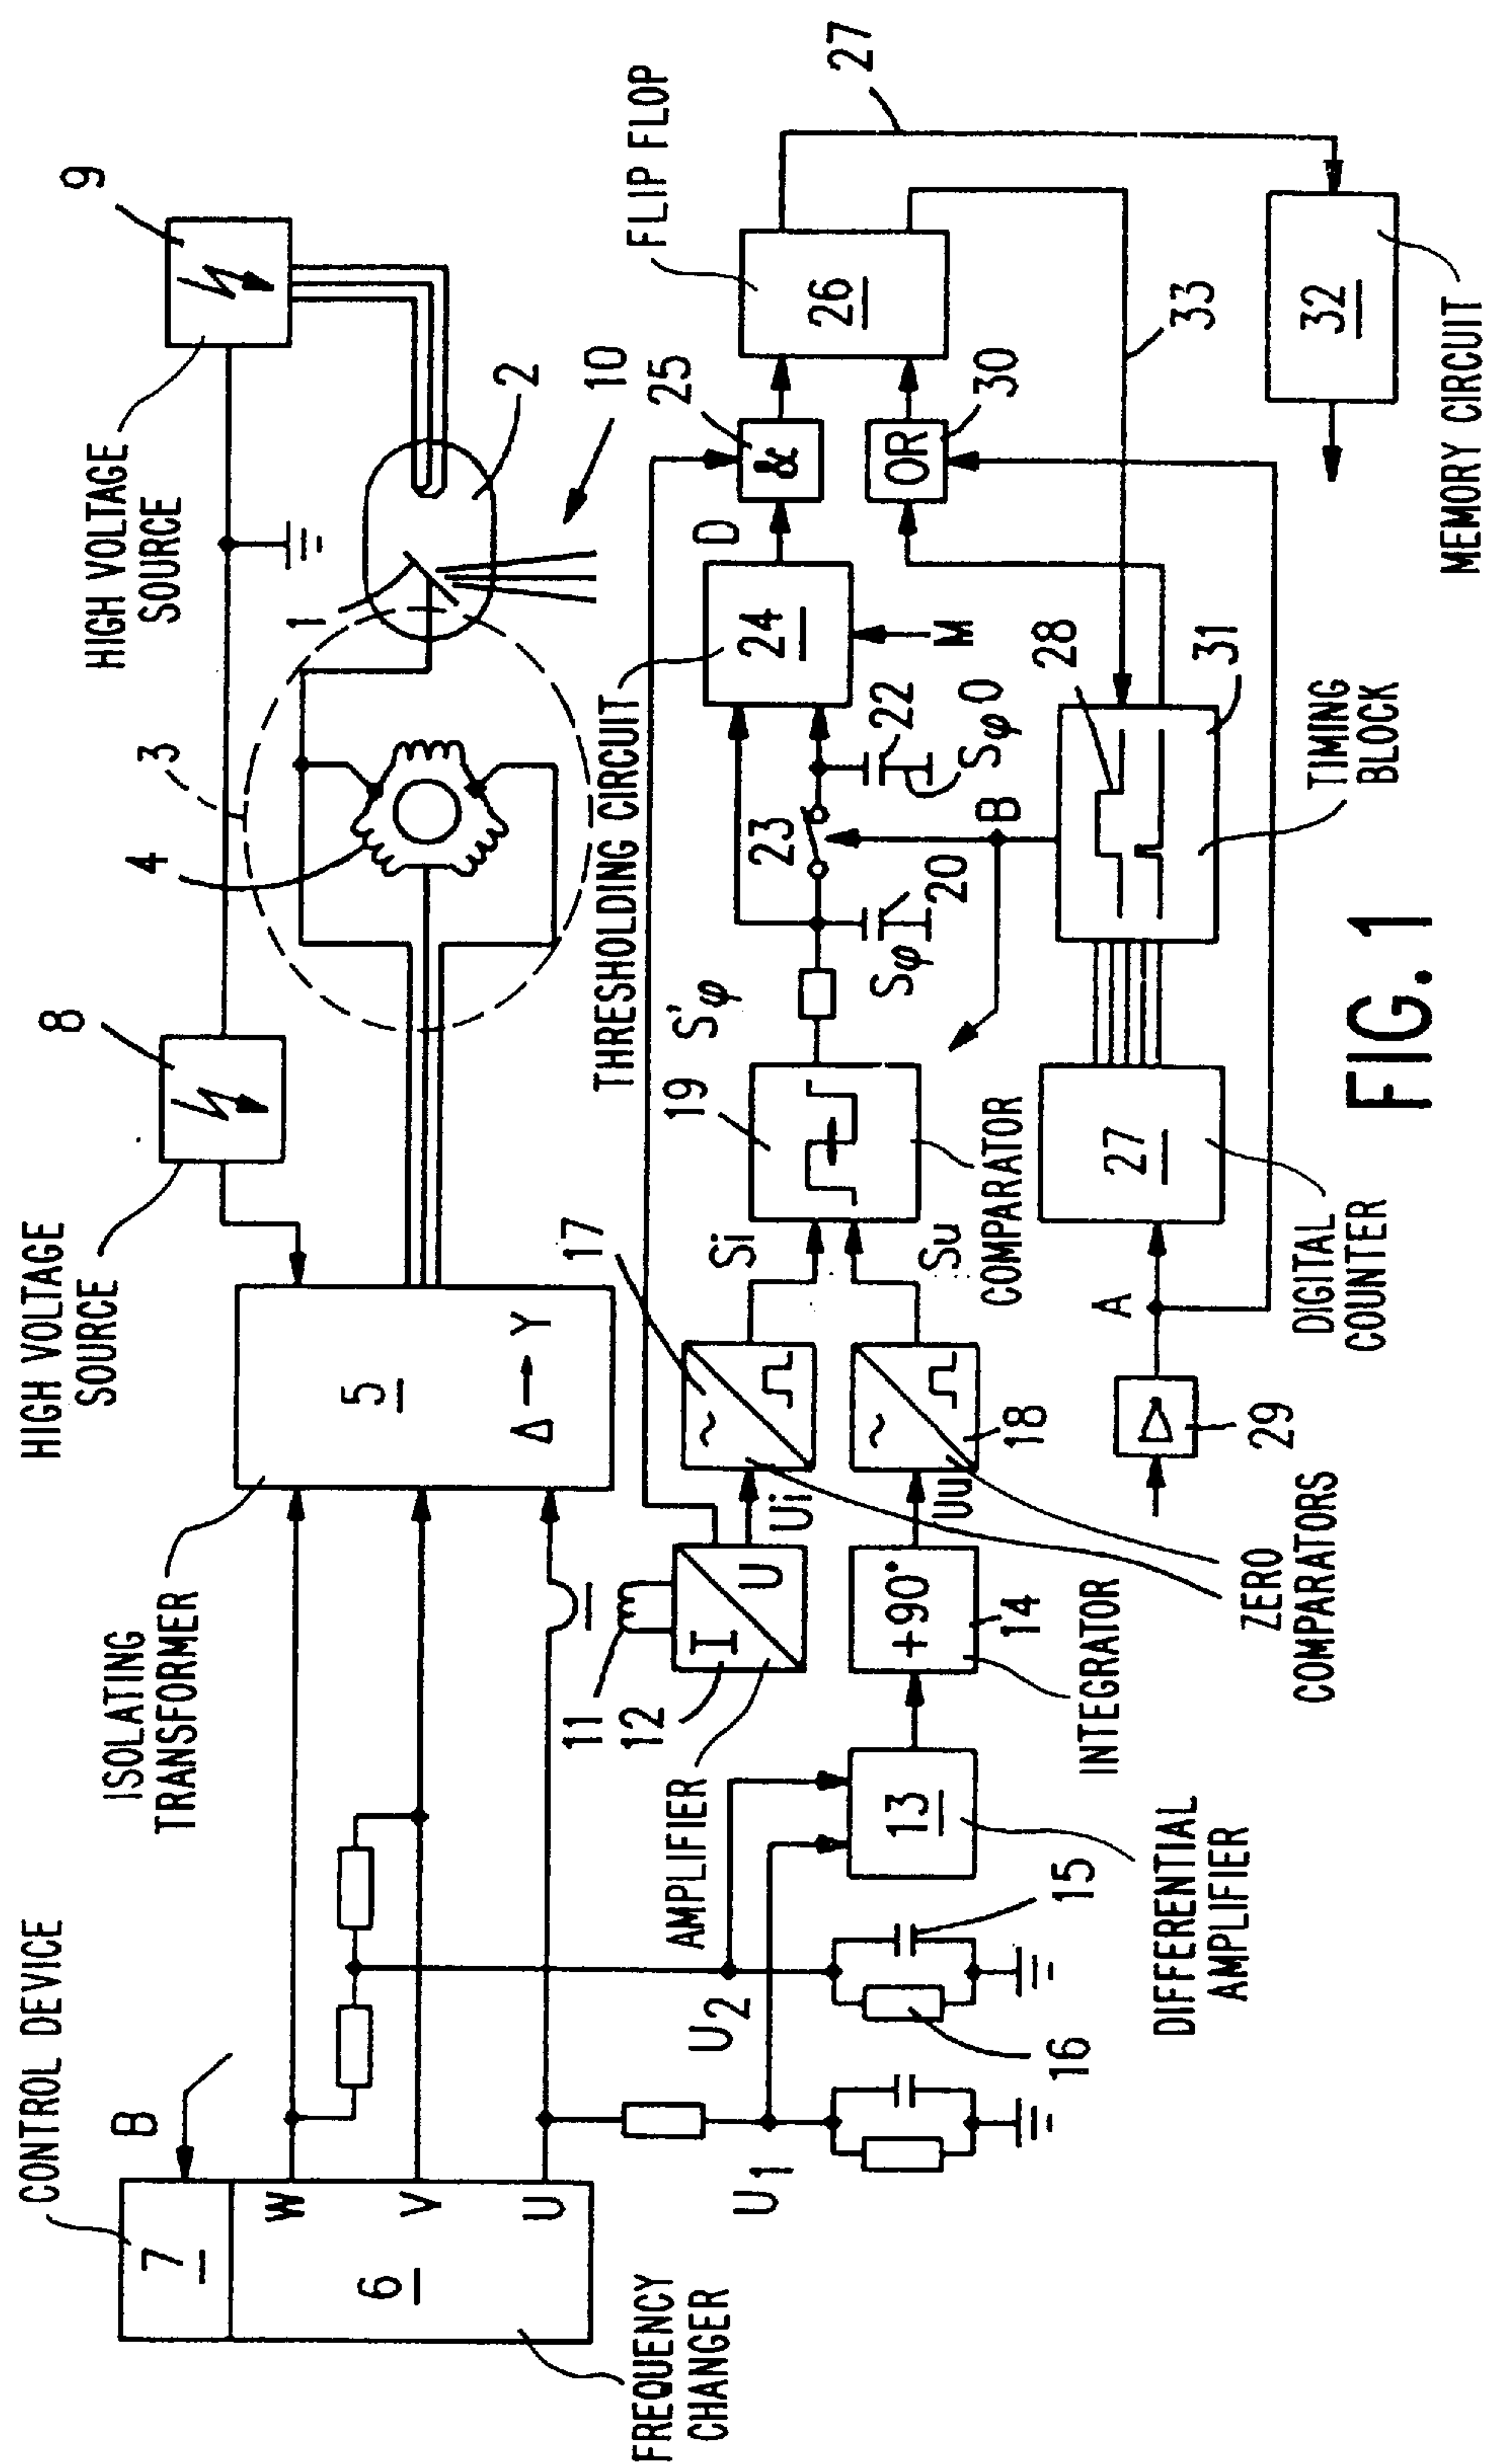 CONTROL DEVICE
B
7
W
6
V
U
FREQUENCY
CHANGER
ISOLATING
TRANSFORMER
5
Δ → Y
HIGH VOLTAGE
SOURCE
8
3
4
1
HIGH VOLTAGE
SOURCE
9
2
10
U1
U2
16
15
13
DIFFERENTIAL
AMPLIFIER
AMPLIFIER
11
12
I
U
Ui
+90°
14
INTEGRATOR
Uu
17
~
~
18
ZERO
COMPARATORS
Si
Su
19
COMPARATOR
S'φ
Sφ
20
23
22
SφO
B
THRESHOLDING CIRCUIT
24
M
D
25
&
OR
30
FLIP FLOP
26
27
33
32
MEMORY CIRCUIT
29
A
27
DIGITAL
COUNTER
28
31
TIMING
BLOCK
FIG. 1